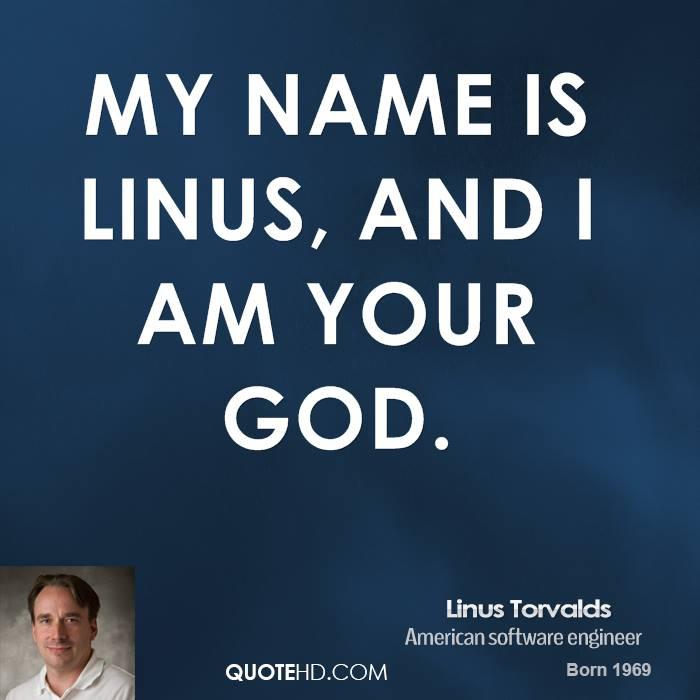 MY NAME IS
LINUS, AND I
AM YOUR
GOD.
Linus Torvalds
American software engineer
QUOTEHD.COM
Born 1969